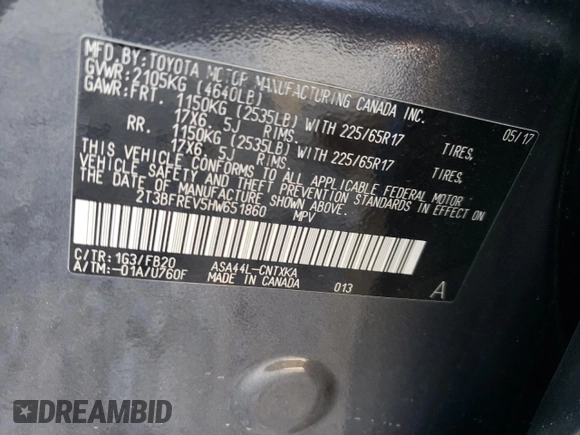 MFD.BY:TOYOTA MOTOR MANUFACTURING CANADA INC.
GVWR:2105KG (4640LB) 05/17
GAWR:FRT. 1150KG (2535LB) WITH 225/65R17 TIRES,
17X6.5J RIMS.
RR. 1150KG (2535LB) WITH 225/65R17 TIRES,
17X6.5J RIMS.
THIS VEHICLE CONFORMS TO ALL APPLICABLE FEDERAL MOTOR
VEHICLE SAFETY AND THEFT PREVENTION STANDARDS IN EFFECT ON
THE DATE OF MANUFACTURE SHOWN ABOVE.
2T3BFREV5HW651860 MPV
C/TR:1G3/FB20 ASA44L-CNTXKA
A/TM:-01A/U760F MADE IN CANADA 013 A
DREAMBID